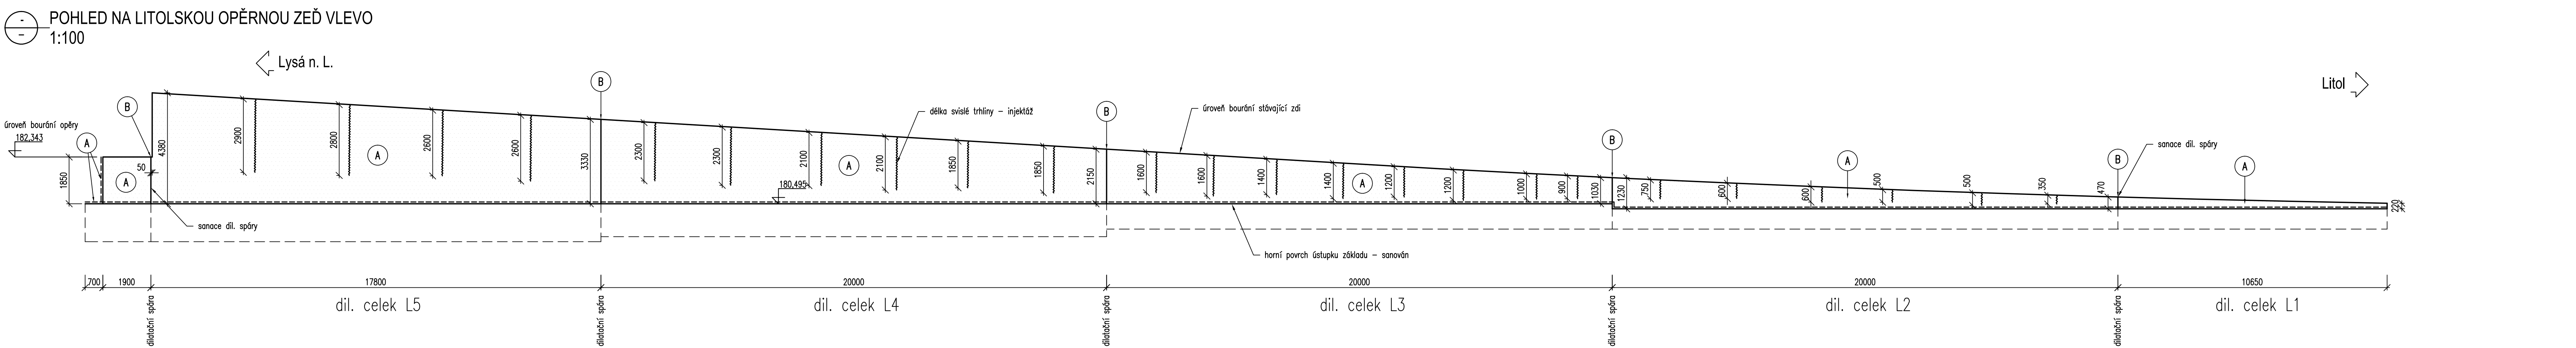 -
–
POHLED NA LITOLSKOU OPĚRNOU ZEĎ VLEVO
1:100
Lysá n. L.
Litol
B
B
B
B
B
úroveň bourání opěry
182,343
A
A
50
1850
4380
2900
2800
A
2600
2600
3330
2300
2300
2100
A
2100
1850
1850
2150
1600
1600
1400
1400
A
1200
1200
1000
900
1030
1230
750
600
600
A
500
500
350
470
A
220
délka svislé trhliny – injektáž
úroveň bourání stávající zdi
sanace dil. spáry
180,495
sanace dil. spáry
horní povrch ústupku základu – sanován
700
1900
17800
20000
20000
20000
10650
dilatační spára
dil. celek L5
dilatační spára
dil. celek L4
dilatační spára
dil. celek L3
dilatační spára
dil. celek L2
dilatační spára
dil. celek L1